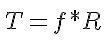 T = f * R